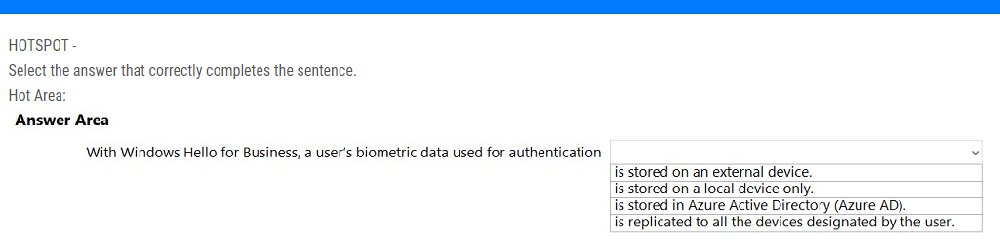 HOTSPOT -
Select the answer that correctly completes the sentence.
Hot Area:
Answer Area
With Windows Hello for Business, a user's biometric data used for authentication
is stored on an external device.
is stored on a local device only.
is stored in Azure Active Directory (Azure AD).
is replicated to all the devices designated by the user.